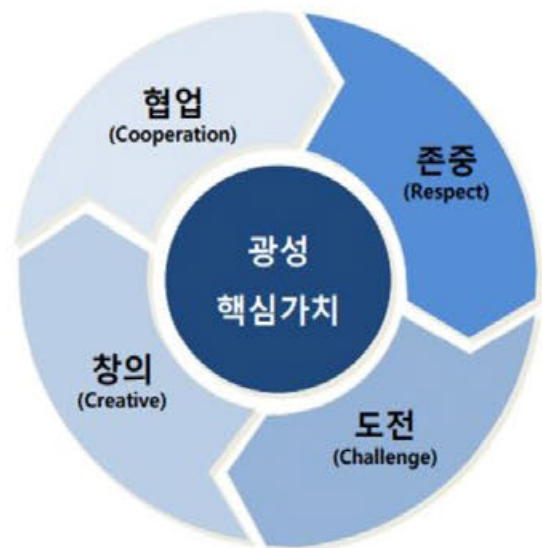 협업
(Cooperation)
존중
(Respect)
광성
핵심가치
창의
(Creative)
도전
(Challenge)